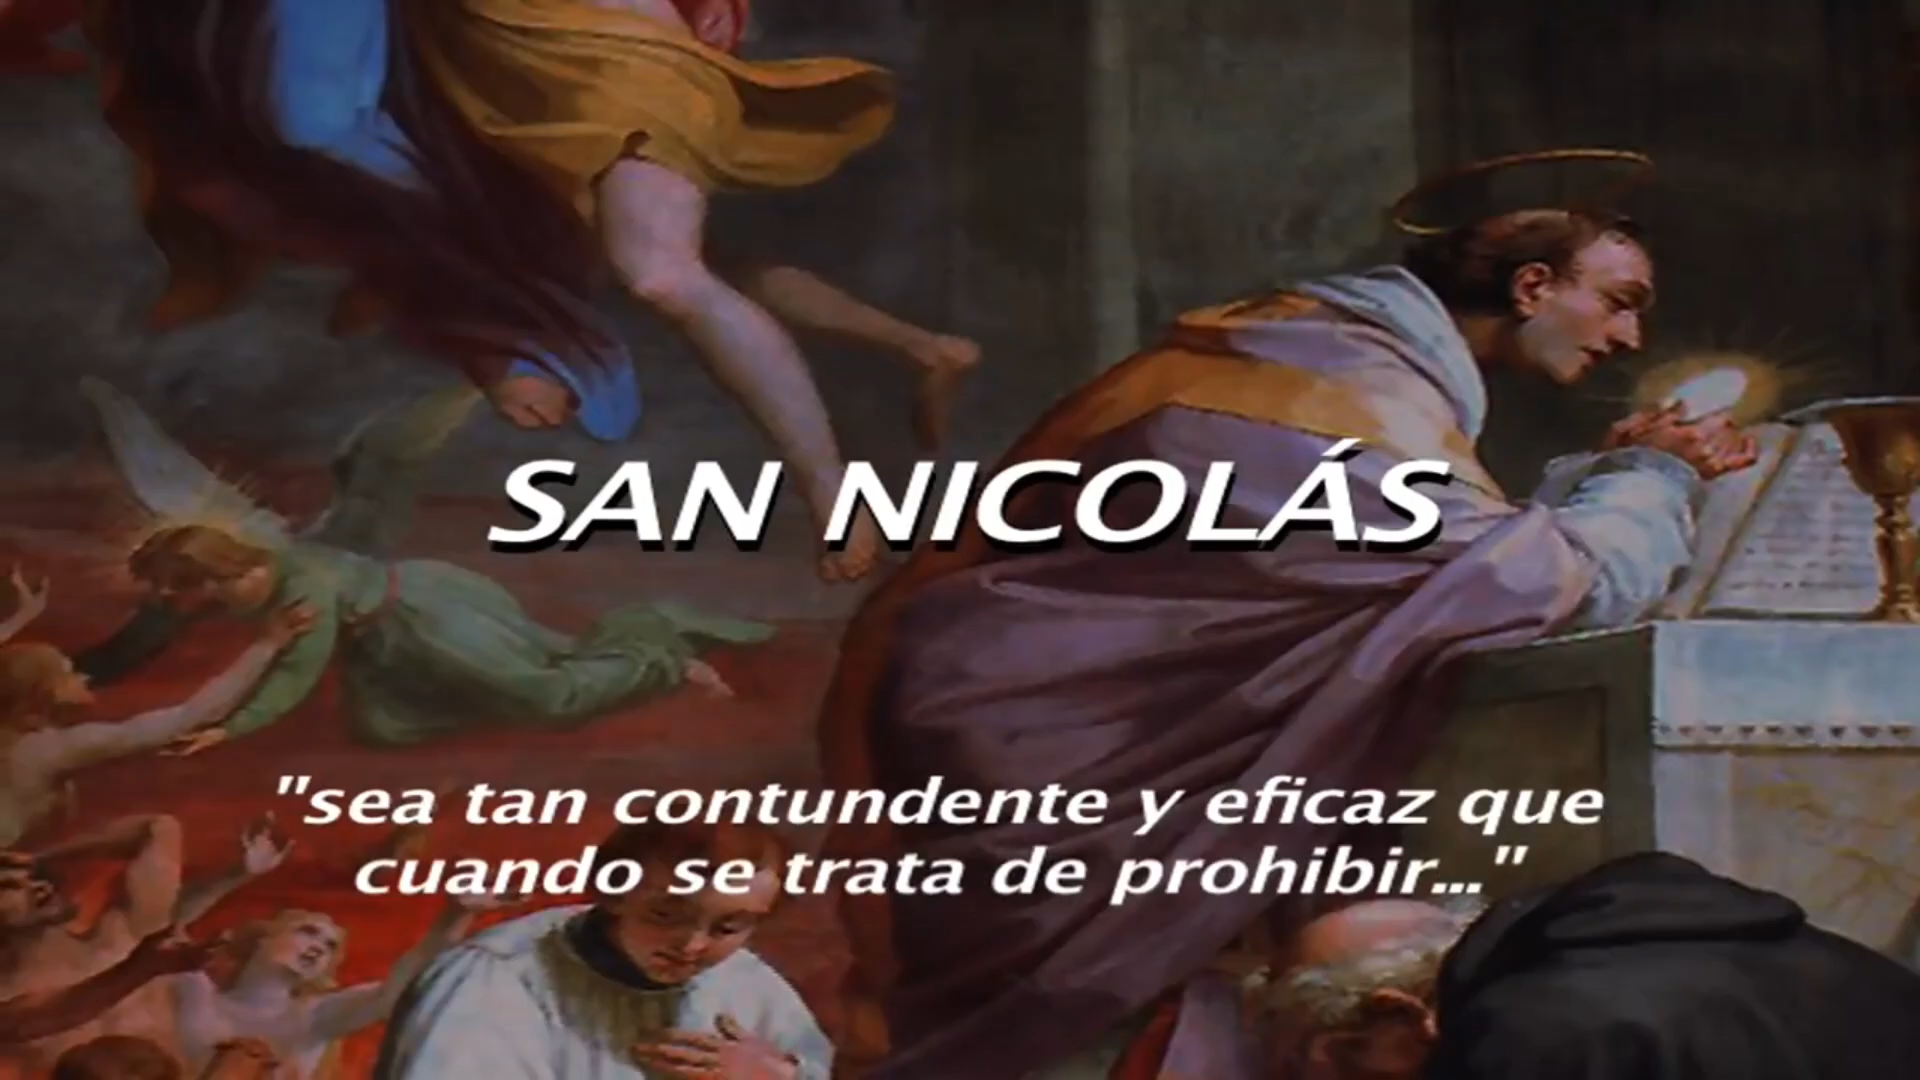 SAN NICOLÁS
"sea tan contundente y eficaz que
cuando se trata de prohibir..."